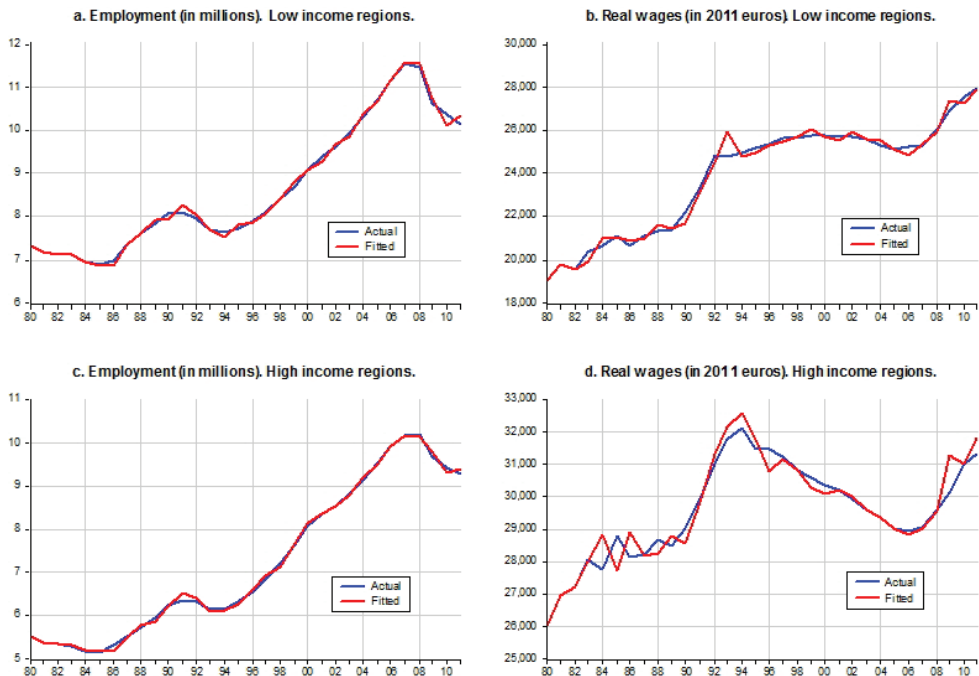 a. Employment (in millions). Low income regions.
12
11
10
9
8
7
6
Actual
Fitted
80 82 84 86 88 90 92 94 96 98 00 02 04 06 08 10
b. Real wages (in 2011 euros). Low income regions.
30,000
28,000
26,000
24,000
22,000
20,000
18,000
Actual
Fitted
80 82 84 86 88 90 92 94 96 98 00 02 04 06 08 10
c. Employment (in millions). High income regions.
11
10
9
8
7
6
5
Actual
Fitted
80 82 84 86 88 90 92 94 96 98 00 02 04 06 08 10
d. Real wages (in 2011 euros). High income regions.
33,000
32,000
31,000
30,000
29,000
28,000
27,000
26,000
25,000
Actual
Fitted
80 82 84 86 88 90 92 94 96 98 00 02 04 06 08 10